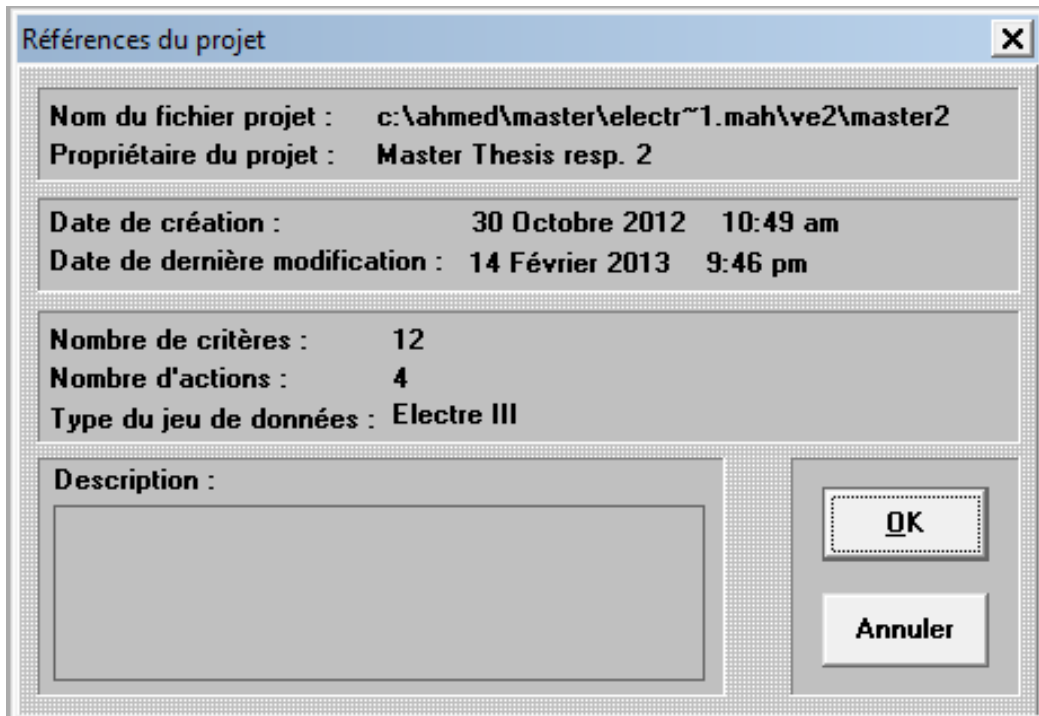 Références du projet
Nom du fichier projet : c:\ahmed\master\electr~1.mah\ve2\master2
Propriétaire du projet : Master Thesis resp. 2
Date de création : 30 Octobre 2012 10:49 am
Date de dernière modification : 14 Février 2013 9:46 pm
Nombre de critères : 12
Nombre d'actions : 4
Type du jeu de données : Electre III
Description :
OK
Annuler